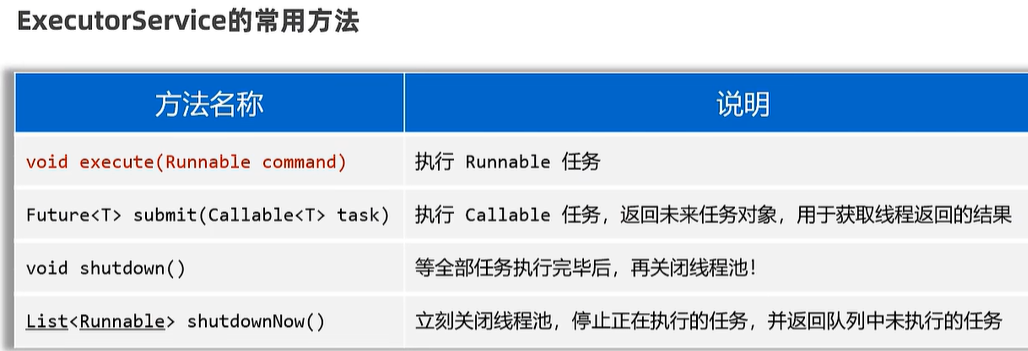 ExecutorService的常用方法
方法名称 说明
void execute(Runnable command) 执行 Runnable 任务
Future<T> submit(Callable<T> task) 执行 Callable 任务，返回未来任务对象，用于获取线程返回的结果
void shutdown() 等全部任务执行完毕后，再关闭线程池！
List<Runnable> shutdownNow() 立刻关闭线程池，停止正在执行的任务，并返回队列中未执行的任务